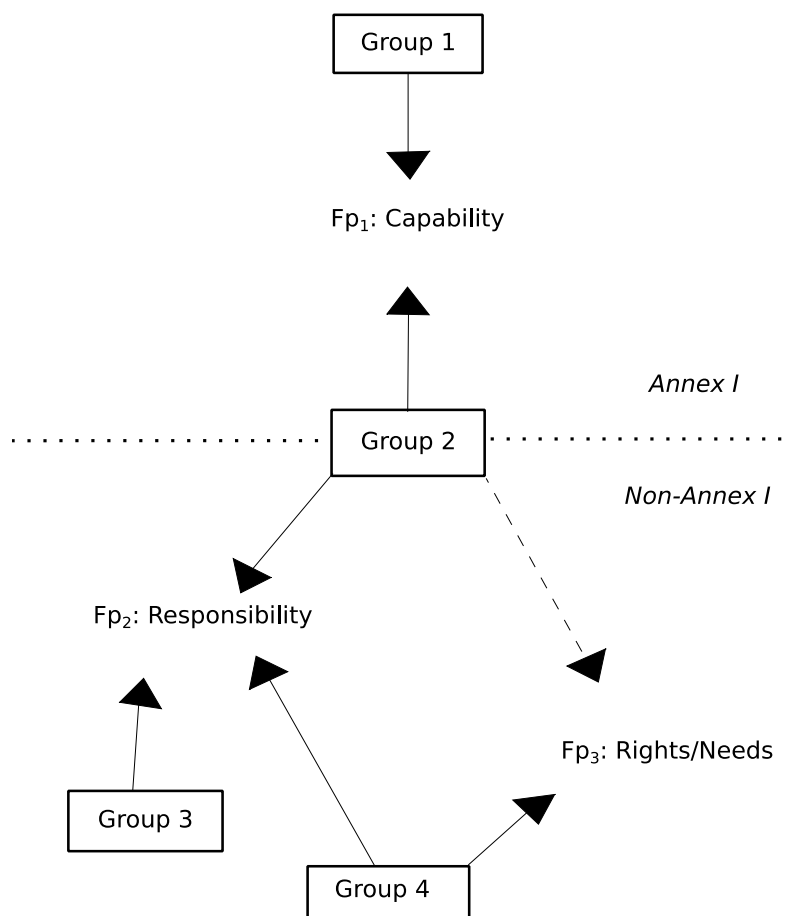 Group 1
Fp₁: Capability
Annex I
Group 2
Non-Annex I
Fp₂: Responsibility
Fp₃: Rights/Needs
Group 3
Group 4